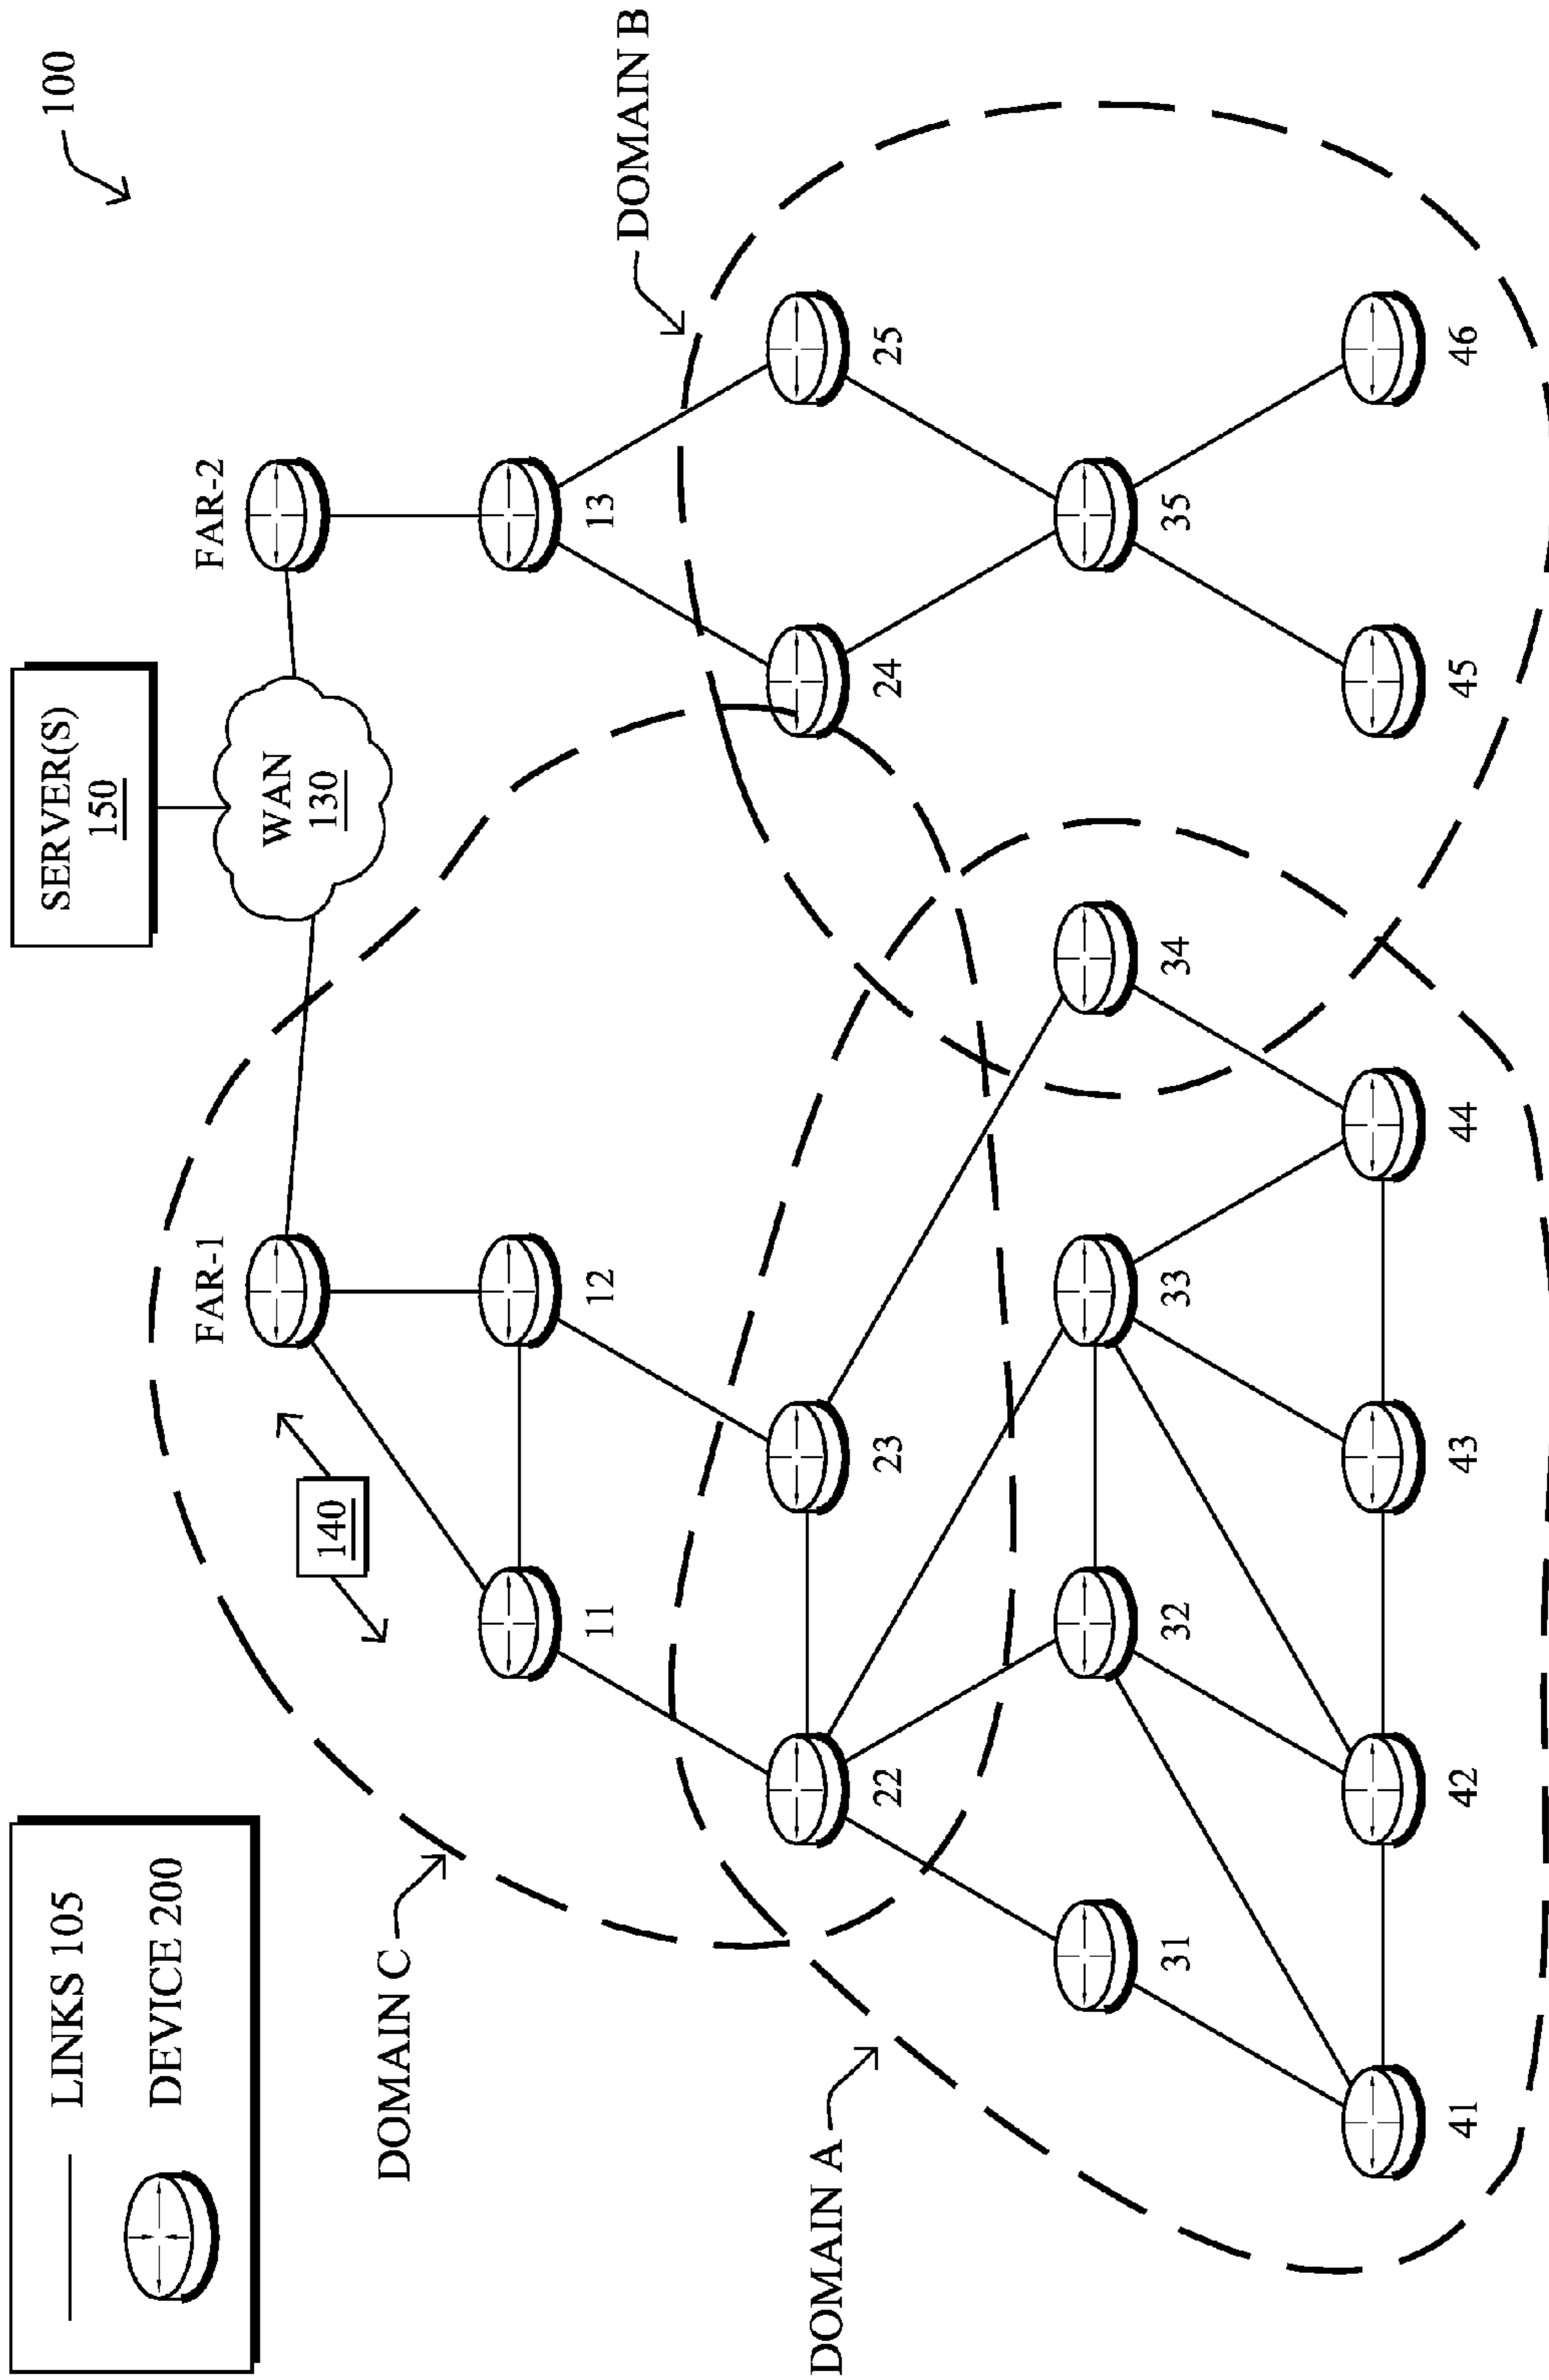 LINKS 105
DEVICE 200
SERVER(S)
150
100
WAN
130
FAR-1
FAR-2
140
DOMAIN C
DOMAIN B
DOMAIN A
11
12
13
22
23
24
25
31
32
33
34
35
41
42
43
44
45
46